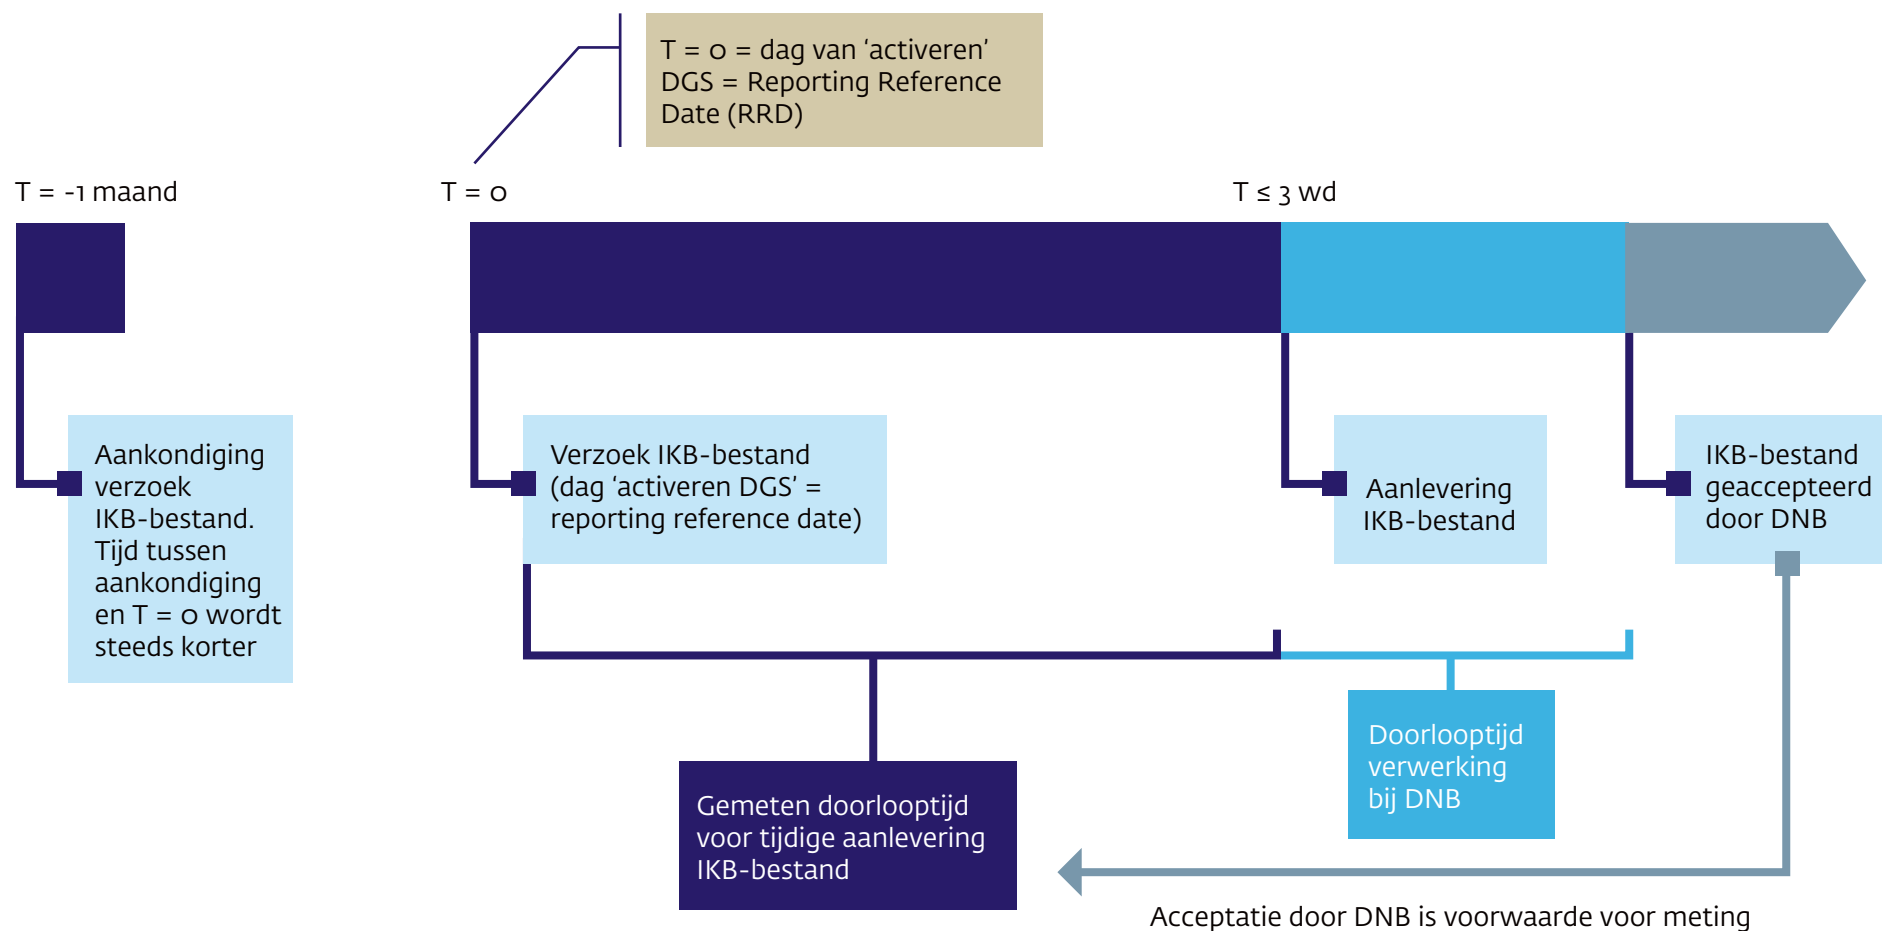 T = 0 = dag van ‘activeren’
DGS = Reporting Reference
Date (RRD)
T = -1 maand
T = 0
T ≤ 3 wd
Aankondiging
verzoek
IKB-bestand.
Tijd tussen
aankondiging
en T = 0 wordt
steeds korter
Verzoek IKB-bestand
(dag ‘activeren DGS’ =
reporting reference date)
Aanlevering
IKB-bestand
IKB-bestand
geaccepteerd
door DNB
Gemeten doorlooptijd
voor tijdige aanlevering
IKB-bestand
Doorlooptijd
verwerking
bij DNB
Acceptatie door DNB is voorwaarde voor meting